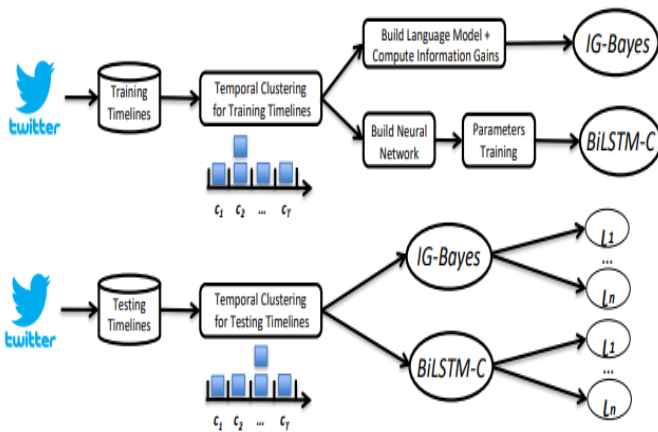 Build Language Model +
Compute Information Gains
IG-Bayes
twitter
Training
Timelines
Temporal Clustering
for Training Timelines
Build Neural
Network
Parameters
Training
BiLSTM-C
c1 c2 ... cT
twitter
Testing
Timelines
Temporal Clustering
for Testing Timelines
IG-Bayes
l1
...
ln
BiLSTM-C
l1
...
ln
c1 c2 ... cT